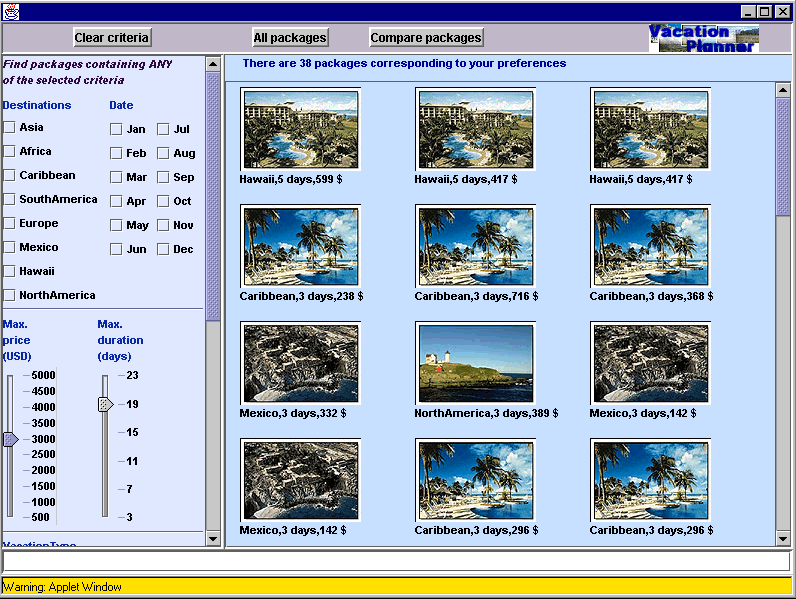 Clear criteria
All packages
Compare packages
Vacation
Planner
Find packages containing ANY
of the selected criteria
Destinations
Date
Asia
Africa
Caribbean
SouthAmerica
Europe
Mexico
Hawaii
NorthAmerica
Jan Jul
Feb Aug
Mar Sep
Apr Oct
May Nov
Jun Dec
Max.
price
(USD)
Max.
duration
(days)
5000
4500
4000
3500
3000
2500
2000
1500
1000
500
23
19
15
11
7
3
VacationType
There are 38 packages corresponding to your preferences
Hawaii,5 days,599 $
Hawaii,5 days,417 $
Hawaii,5 days,417 $
Caribbean,3 days,238 $
Caribbean,3 days,716 $
Caribbean,3 days,368 $
Mexico,3 days,332 $
NorthAmerica,3 days,389 $
Mexico,3 days,142 $
Mexico,3 days,142 $
Caribbean,3 days,296 $
Caribbean,3 days,296 $
Warning: Applet Window